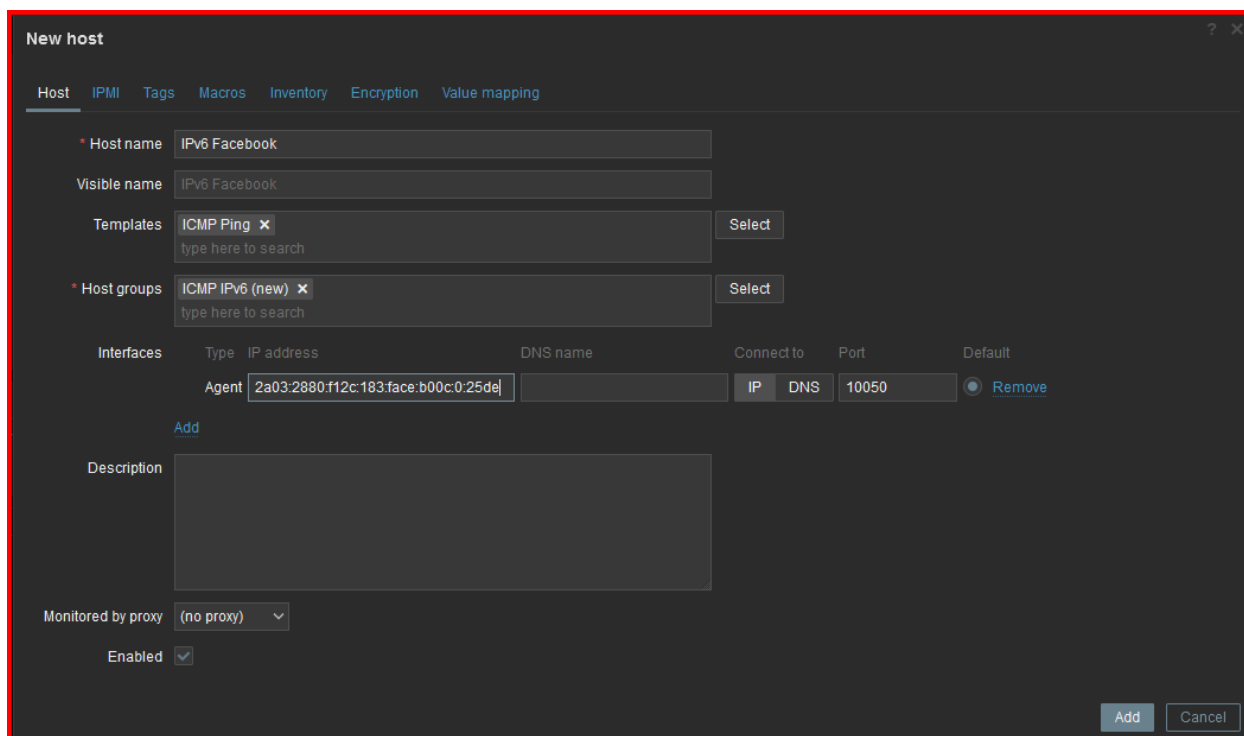 New host
? ×
Host IPMI Tags Macros Inventory Encryption Value mapping
* Host name IPv6 Facebook
Visible name IPv6 Facebook
Templates ICMP Ping × Select
type here to search
* Host groups ICMP IPv6 (new) × Select
type here to search
Interfaces Type IP address DNS name Connect to Port Default
Agent 2a03:2880:f12c:183:face:b00c:0:25de IP DNS 10050 Remove
Add
Description
Monitored by proxy (no proxy)
Enabled
Add Cancel